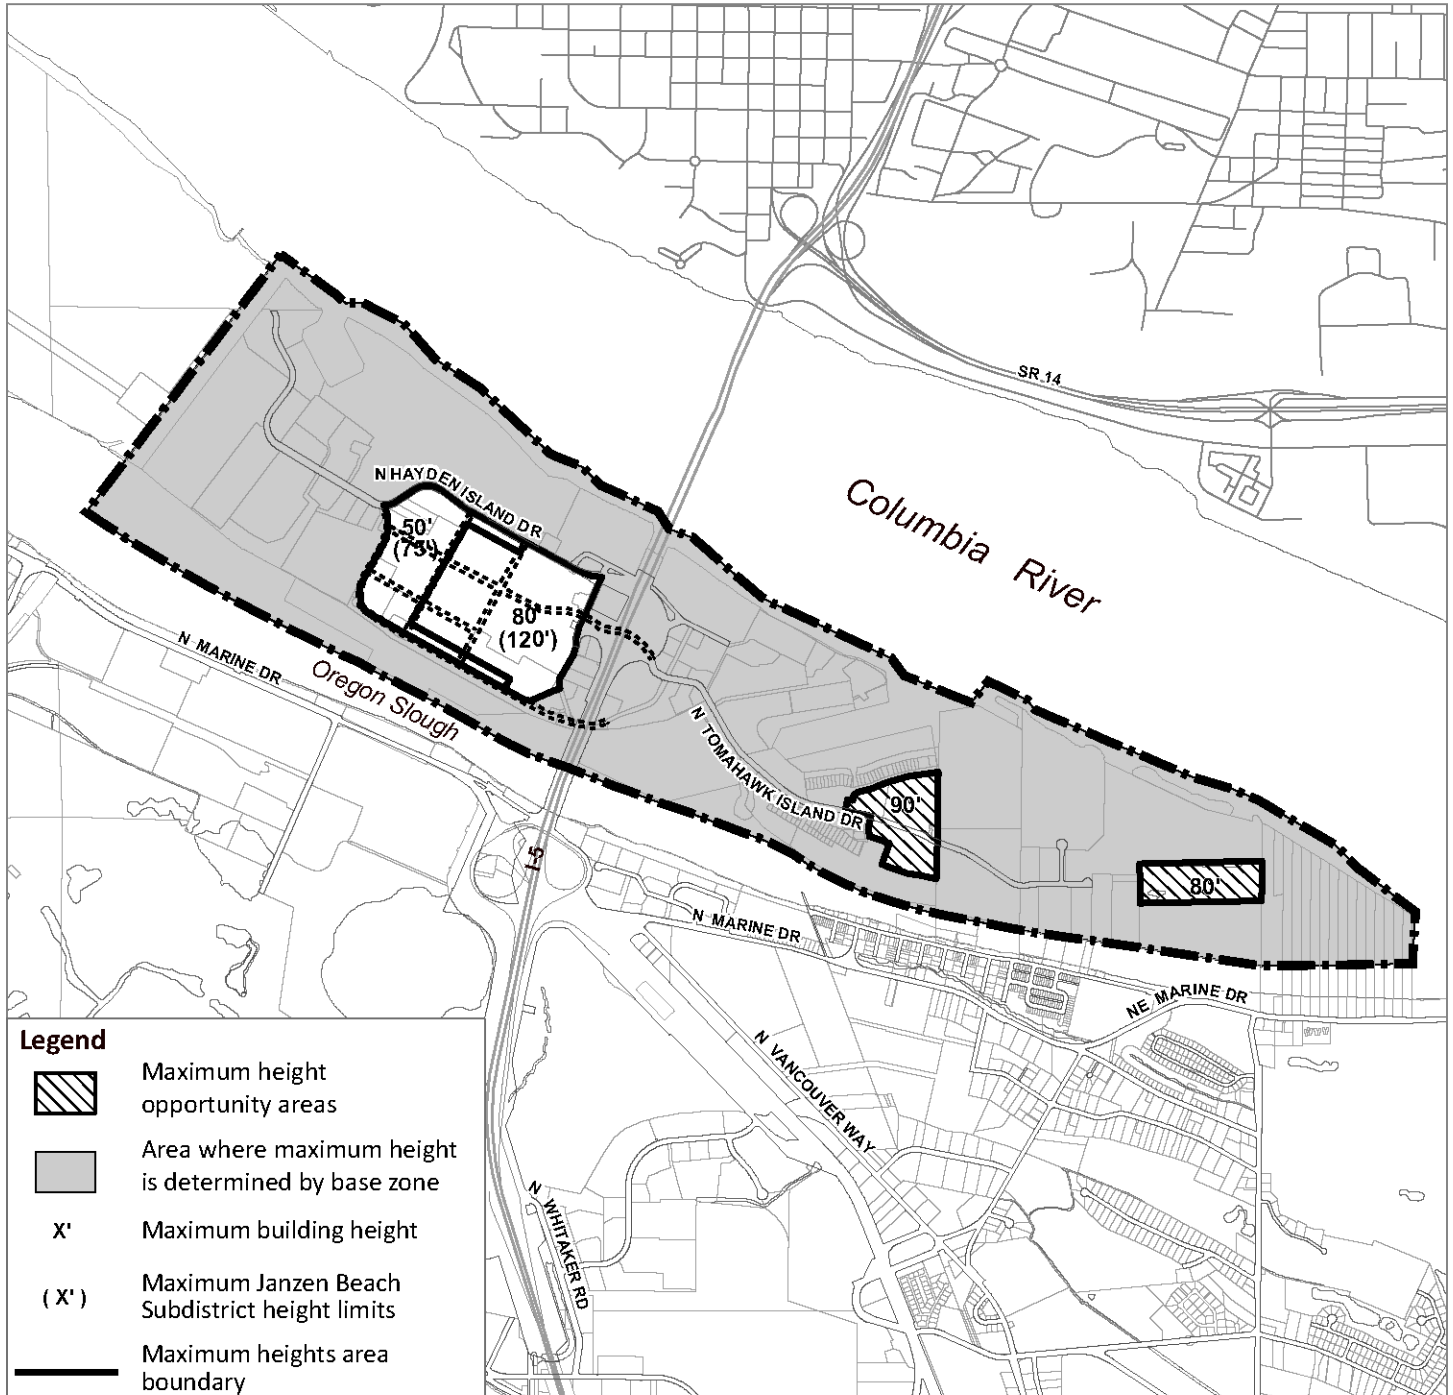 SR 14
Columbia River
N HAYDEN ISLAND DR
50'
(75')
80'
(120')
N MARINE DR
Oregon Slough
N TOMAHAWK ISLAND DR
90'
80'
I-5
N MARINE DR
NE MARINE DR
N VANCOUVER WAY
N WHITAKER RD
Legend
Maximum height
opportunity areas
Area where maximum height
is determined by base zone
X' Maximum building height
( X' ) Maximum Janzen Beach
Subdistrict height limits
Maximum heights area
boundary